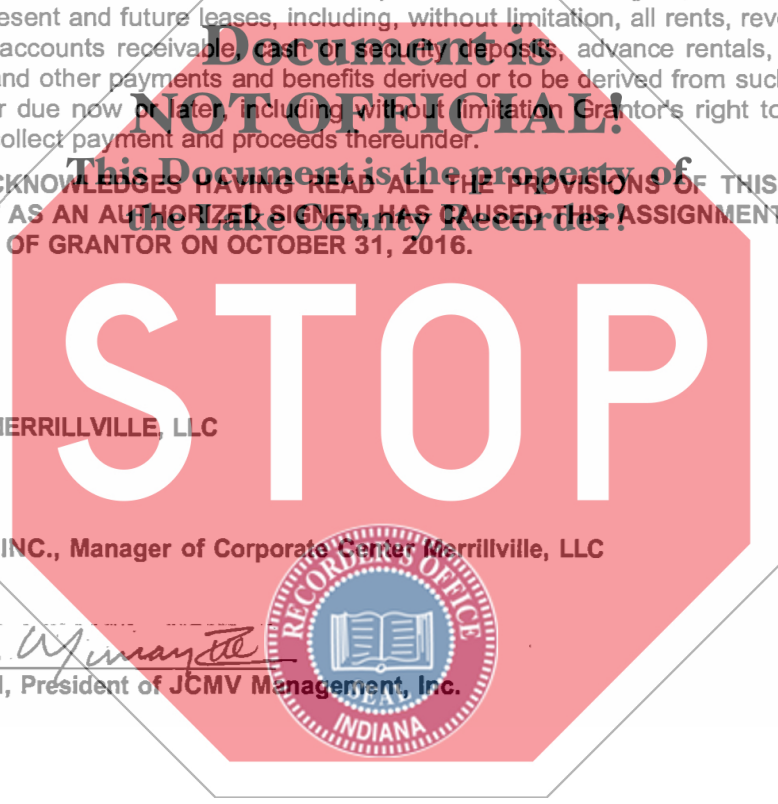 esent and future leases, including, without limitation, all rents, reve
accounts receivable, cash or security deposits, advance rentals,
Document is
nd other payments and benefits derived or to be derived from suc
r due now or later, including without limitation Grantor's right to
NOT OFFICIAL!
ollect payment and proceeds thereunder.
This Document is the property of
CKNOWLEDGES HAVING READ ALL THE PROVISIONS OF THIS
the Lake County Recorder!
AS AN AUTHORIZED SIGNER, HAS CAUSED THIS ASSIGNMENT
OF GRANTOR ON OCTOBER 31, 2016.
STOP
MERRILLVILLE, LLC
INC., Manager of Corporate Center Merrillville, LLC
RECORDER'S OFFICE
SEAL
INDIANA
, President of JCMV Management, Inc.